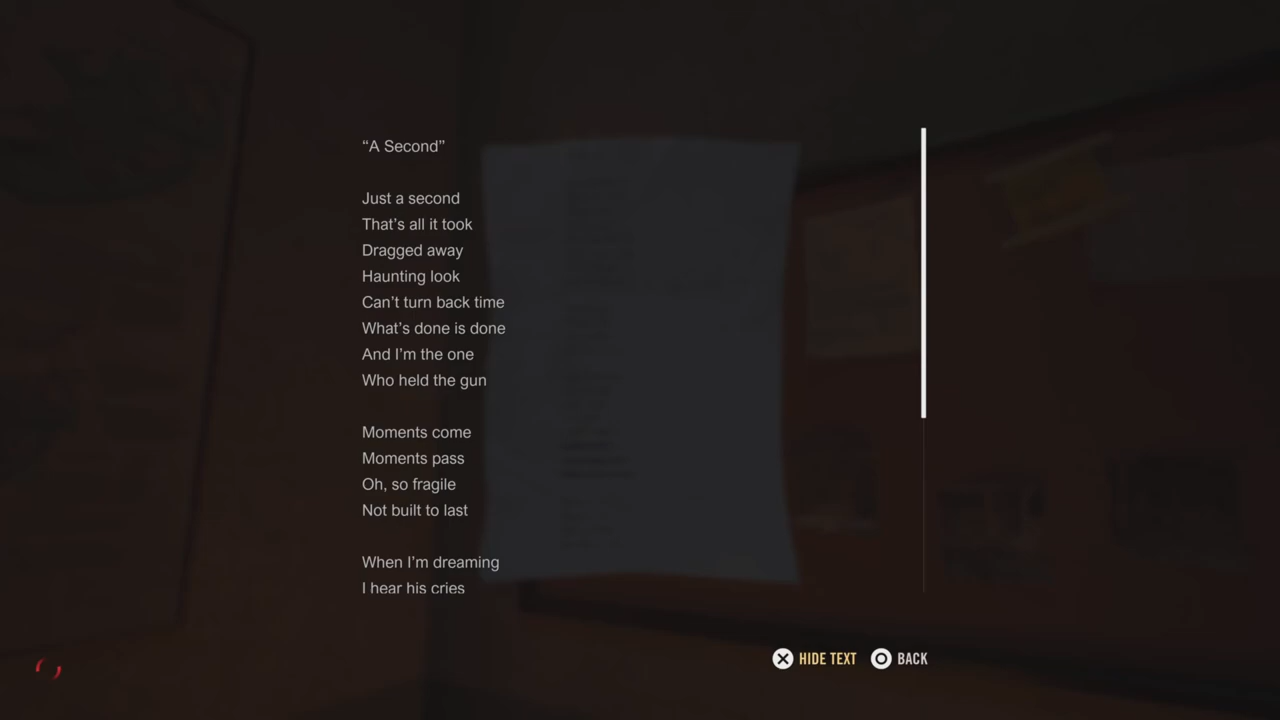 “A Second”
Just a second
That’s all it took
Dragged away
Haunting look
Can’t turn back time
What’s done is done
And I’m the one
Who held the gun
Moments come
Moments pass
Oh, so fragile
Not built to last
When I’m dreaming
I hear his cries
HIDE TEXT
BACK